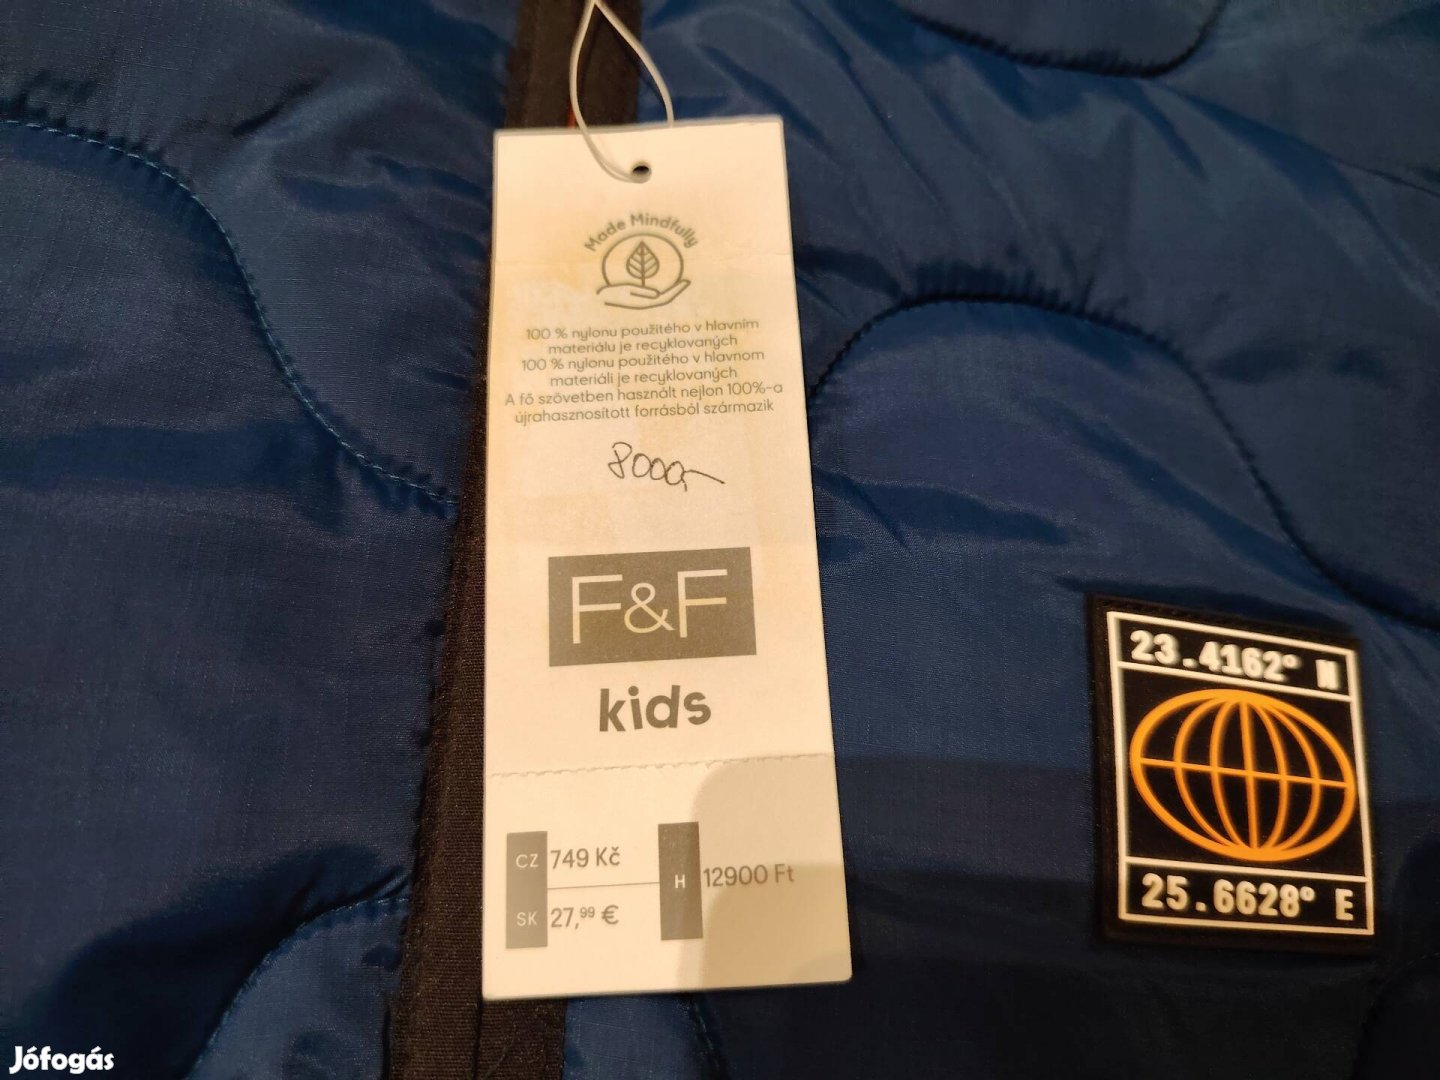 Made Mindfully
100 % nylonu použitého v hlavním
materiálu je recyklovaných
100 % nylonu použitého v hlavnom
materiáli je recyklovaných
A fő szövetben használt nejlon 100%-a
újrahasznosított forrásból származik
8000,-
F&F
kids
CZ 749 Kč
SK 27,99 €
H 12900 Ft
23.4162° N
25.6628° E
Jófogás